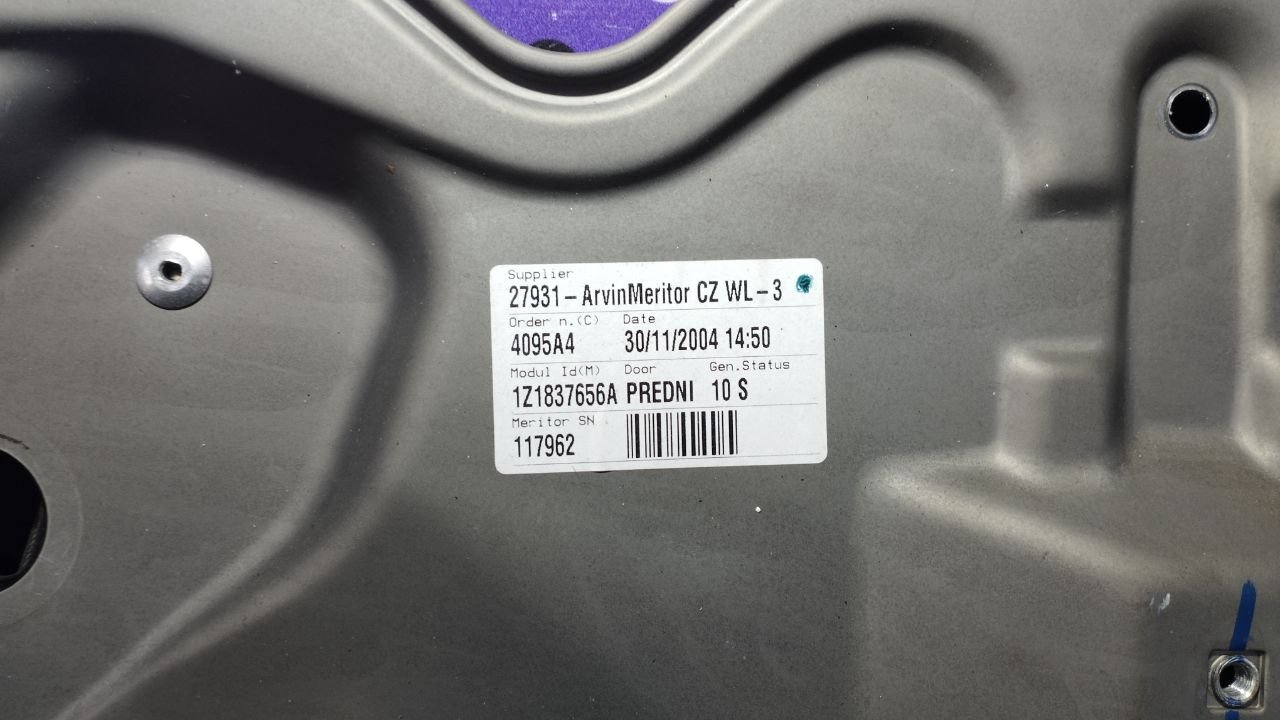 Supplier
27931-ArvinMeritor CZ WL-3
Order n.(C) Date
4095A4 30/11/2004 14:50
Modul Id(M) Door Gen.Status
1Z1837656A PREDNI 10 S
Meritor SN
117962